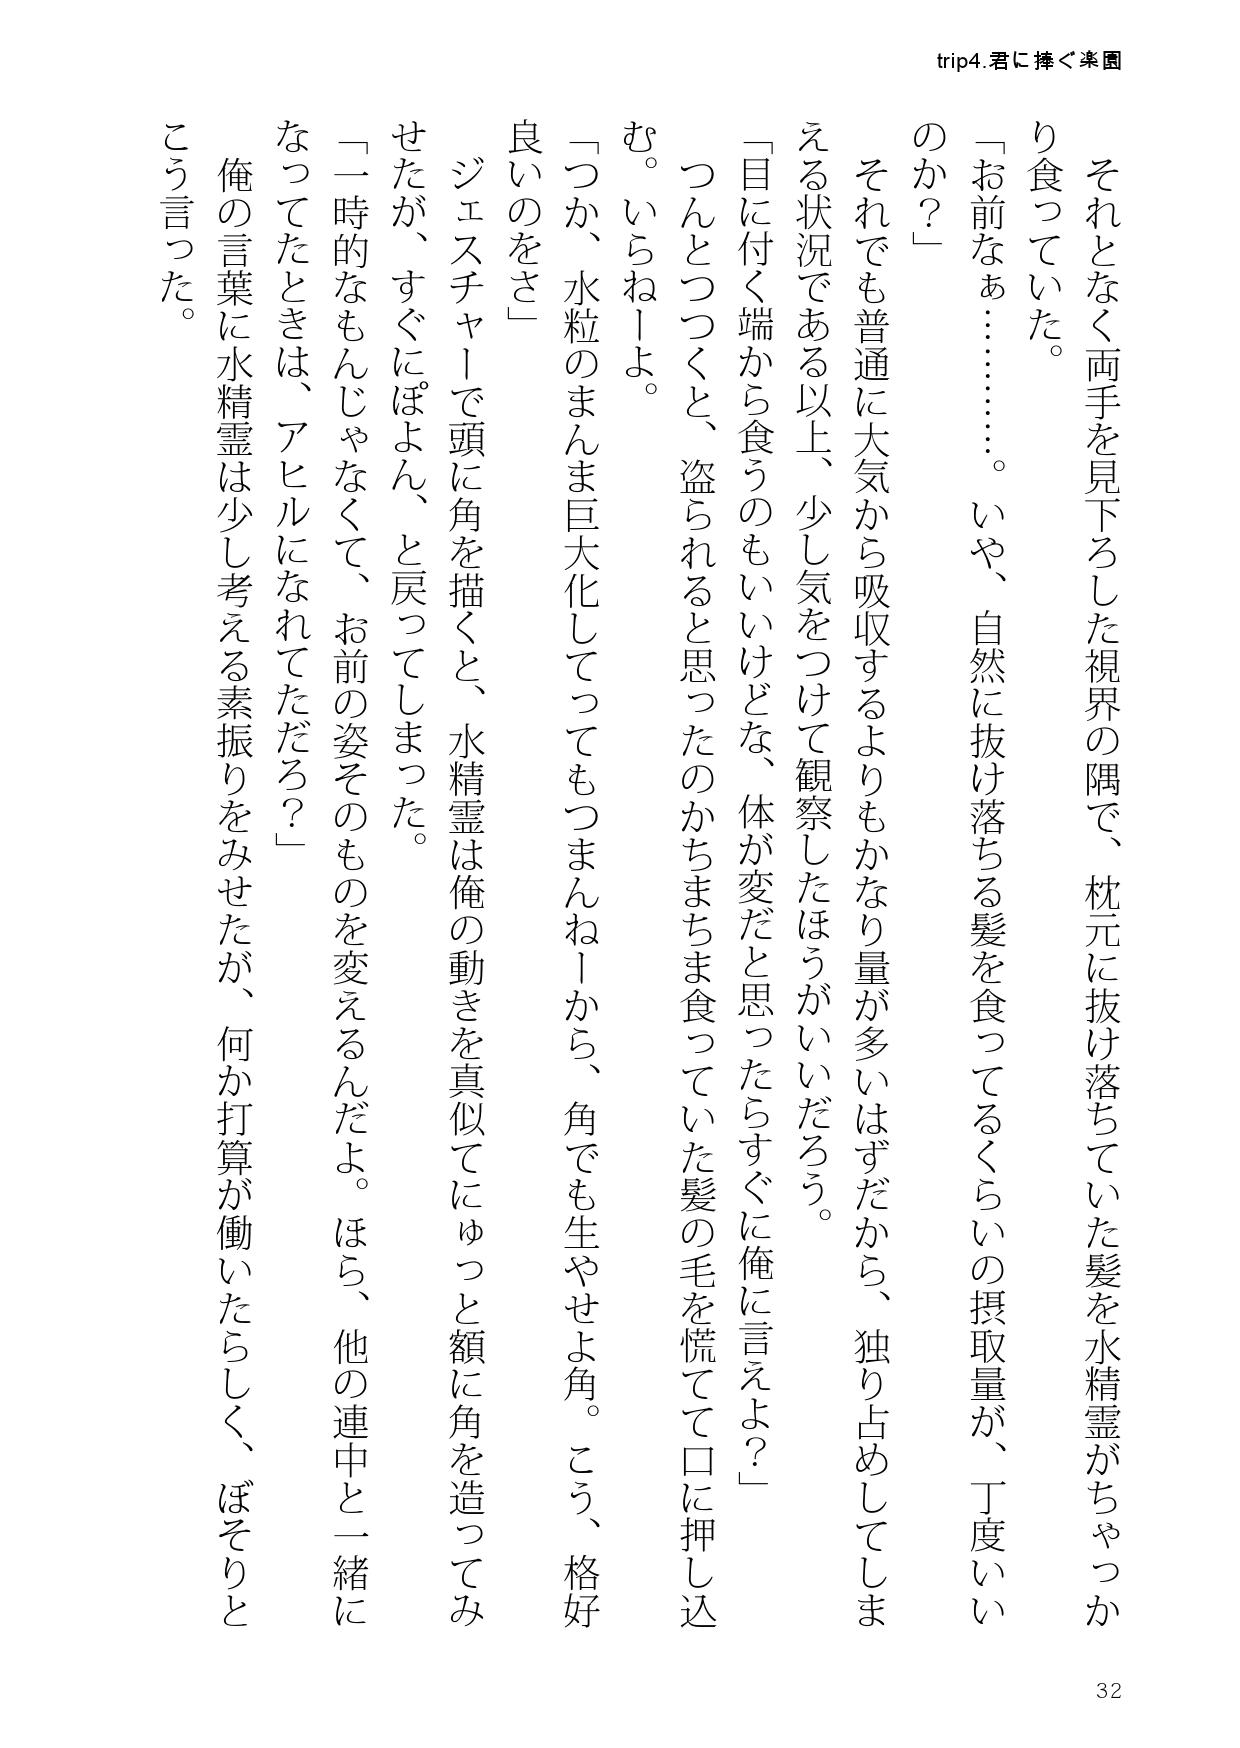 trip4.君に捧ぐ楽園
　それとなく両手を見下ろした視界の隅で、枕元に抜け落ちていた髪を水精霊がちゃっか
り食っていた。
「お前なぁ…………。いや、自然に抜け落ちる髪を食ってるくらいの摂取量が、丁度いい
のか？」
　それでも普通に大気から吸収するよりもかなり量が多いはずだから、独り占めしてしま
える状況である以上、少し気をつけて観察したほうがいいだろう。
「目に付く端から食うのもいいけどな、体が変だと思ったらすぐに俺に言えよ？」
　つんとつつくと、盗られると思ったのかちまちま食っていた髪の毛を慌てて口に押し込
む。いらねーよ。
「つか、水粒のまんま巨大化してってもつまんねーから、角でも生やせよ角。こう、格好
良いのをさ」
　ジェスチャーで頭に角を描くと、水精霊は俺の動きを真似てにゅっと額に角を造ってみ
せたが、すぐにぽよん、と戻ってしまった。
「一時的なもんじゃなくて、お前の姿そのものを変えるんだよ。ほら、他の連中と一緒に
なってたときは、アヒルになれてただろ？」
　俺の言葉に水精霊は少し考える素振りをみせたが、何か打算が働いたらしく、ぼそりと
こう言った。
32